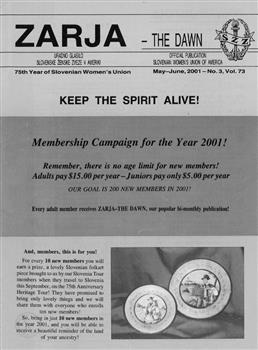 ZARJA – THE DAWN
URADNO GLASILO
SLOVENSKE ŽENSKE ZVEZE V AMERIKI
OFFICIAL PUBLICATION
SLOVENIAN WOMEN'S UNION OF AMERICA
75th Year of Slovenian Women's Union
May–June, 2001 – No. 3, Vol. 73
KEEP THE SPIRIT ALIVE!
Membership Campaign for the Year 2001!
Remember, there is no age limit for new members!
Adults pay $15.00 per year – Juniors pay only $5.00 per year
OUR GOAL IS 200 NEW MEMBERS IN 2001!
Every adult member receives ZARJA–THE DAWN, our popular bi-monthly publication!
And, members, this is for you!
For every 10 new members you will
earn a prize, a lovely Slovenian folkart
piece brought to us by our Slovenia Tour
members when they travel to Slovenia
this September, on the 75th Anniversary
Heritage Tour! They have promised to
bring only lovely things and we will
share them with everyone who enrolls
ten new members!
So, bring in just 10 new members in
the year 2001, and you will be able to
receive a beautiful reminder of the land
of your ancestry!